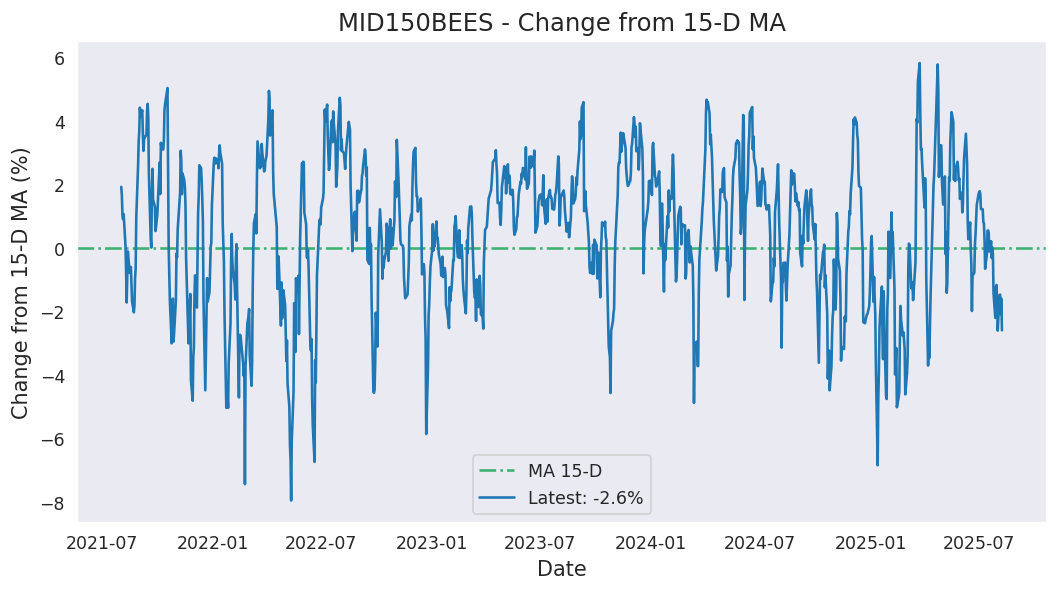 MID150BEES - Change from 15-D MA
Change from 15-D MA (%)
6
4
2
0
−2
−4
−6
−8
MA 15-D
Latest: -2.6%
2021-07 2022-01 2022-07 2023-01 2023-07 2024-01 2024-07 2025-01 2025-07
Date